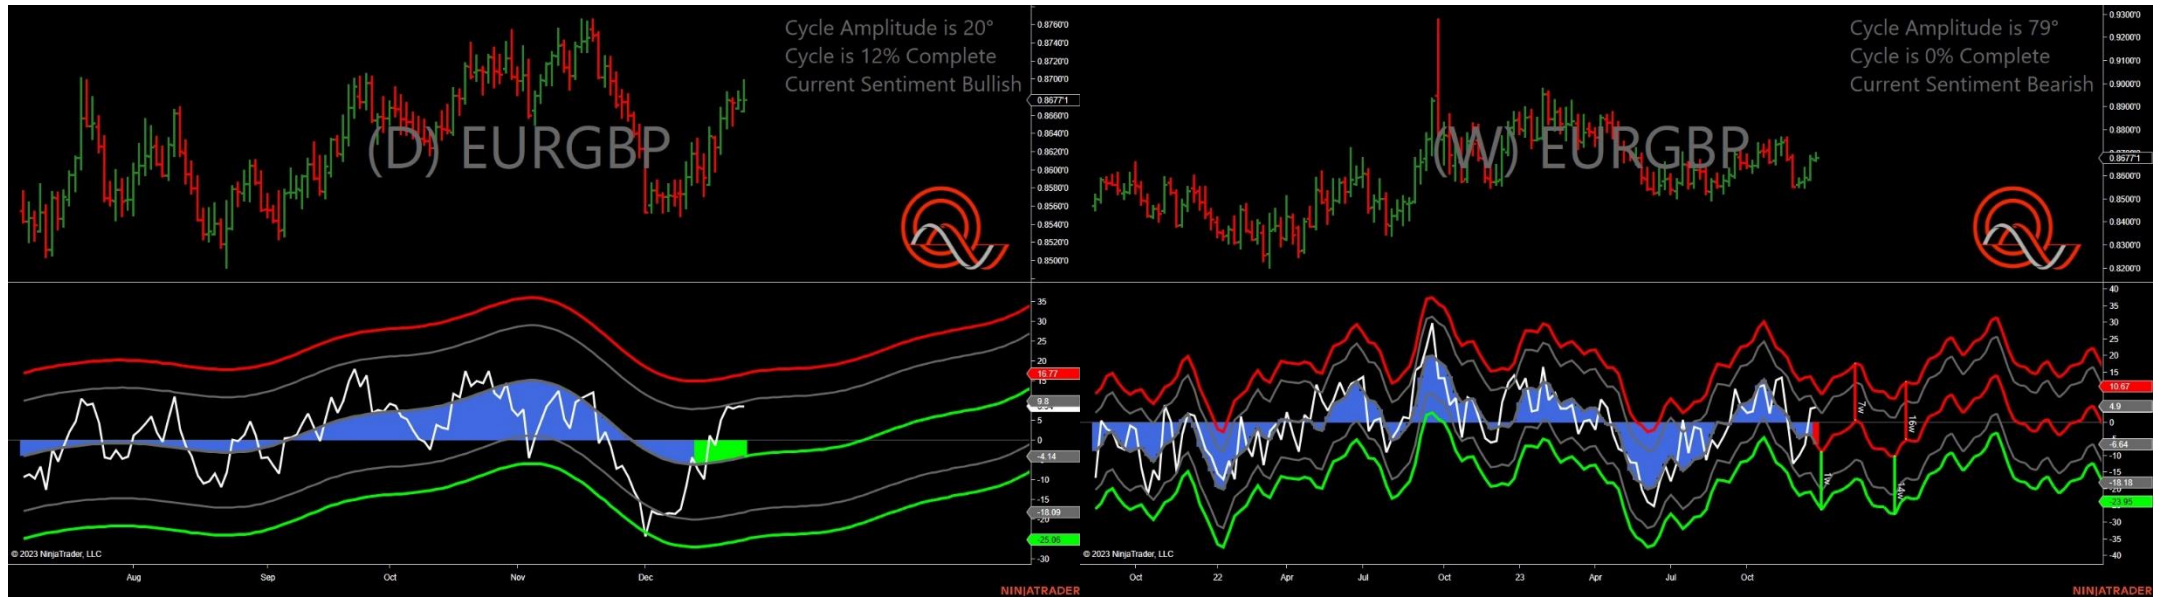 Cycle Amplitude is 20°
Cycle is 12% Complete
Current Sentiment Bullish
(D) EURGBP
0.8760'0
0.8740'0
0.8720'0
0.8700'0
0.8677'1
0.8660'0
0.8640'0
0.8620'0
0.8600'0
0.8580'0
0.8560'0
0.8540'0
0.8520'0
0.8500'0
35
30
25
20
16.77
15
9.8
5
0
-4.14
-10
-15
-18.09
-20
-25.06
-30
© 2023 NinjaTrader, LLC
Aug
Sep
Oct
Nov
Dec
NINJATRADER
Cycle Amplitude is 79°
Cycle is 0% Complete
Current Sentiment Bearish
(W) EURGBP
0.9300'0
0.9200'0
0.9100'0
0.9000'0
0.8900'0
0.8800'0
0.8677'1
0.8600'0
0.8500'0
0.8400'0
0.8300'0
0.8200'0
40
35
30
25
20
15
10.67
4.9
0
-6.64
-10
-15
-18.18
-23.95
-30
-35
-40
7w
16w
1w
14w
© 2023 NinjaTrader, LLC
Oct
22
Apr
Jul
Oct
23
Apr
Jul
Oct
NINJATRADER